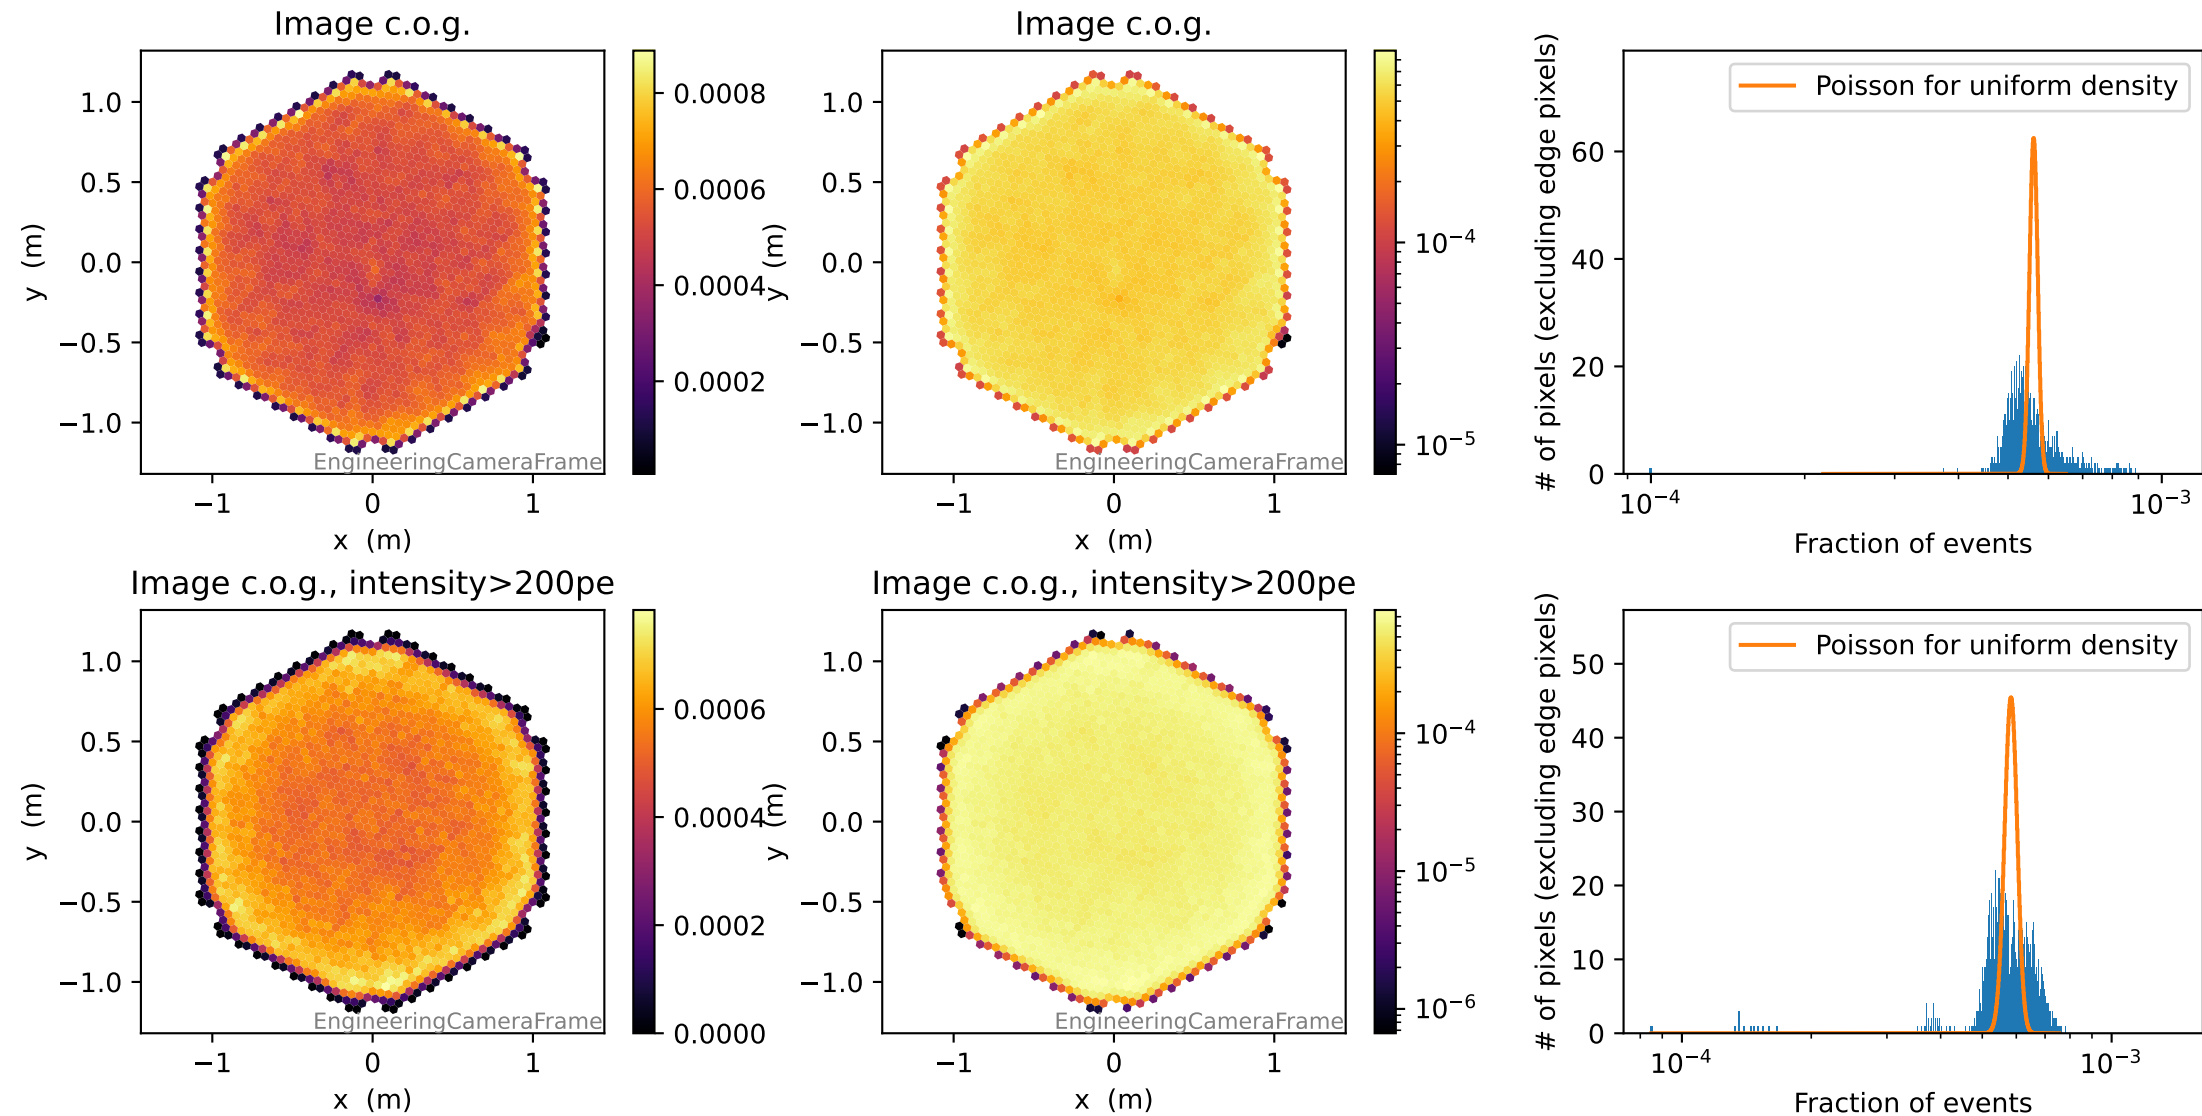 Image c.o.g.
1.0
0.5
0.0
−0.5
−1.0
y (m)
−1
0
1
x (m)
EngineeringCameraFrame
0.0008
0.0006
0.0004
0.0002
Image c.o.g.
1.0
0.5
0.0
−0.5
−1.0
y (m)
−1
0
1
x (m)
EngineeringCameraFrame
10⁻⁴
10⁻⁵
Poisson for uniform density
# of pixels (excluding edge pixels)
60
40
20
0
10⁻⁴
10⁻³
Fraction of events
Image c.o.g., intensity>200pe
1.0
0.5
0.0
−0.5
−1.0
y (m)
−1
0
1
x (m)
EngineeringCameraFrame
0.0006
0.0004
0.0002
0.0000
Image c.o.g., intensity>200pe
1.0
0.5
0.0
−0.5
−1.0
y (m)
−1
0
1
x (m)
EngineeringCameraFrame
10⁻⁴
10⁻⁵
10⁻⁶
Poisson for uniform density
# of pixels (excluding edge pixels)
50
40
30
20
10
0
10⁻⁴
10⁻³
Fraction of events